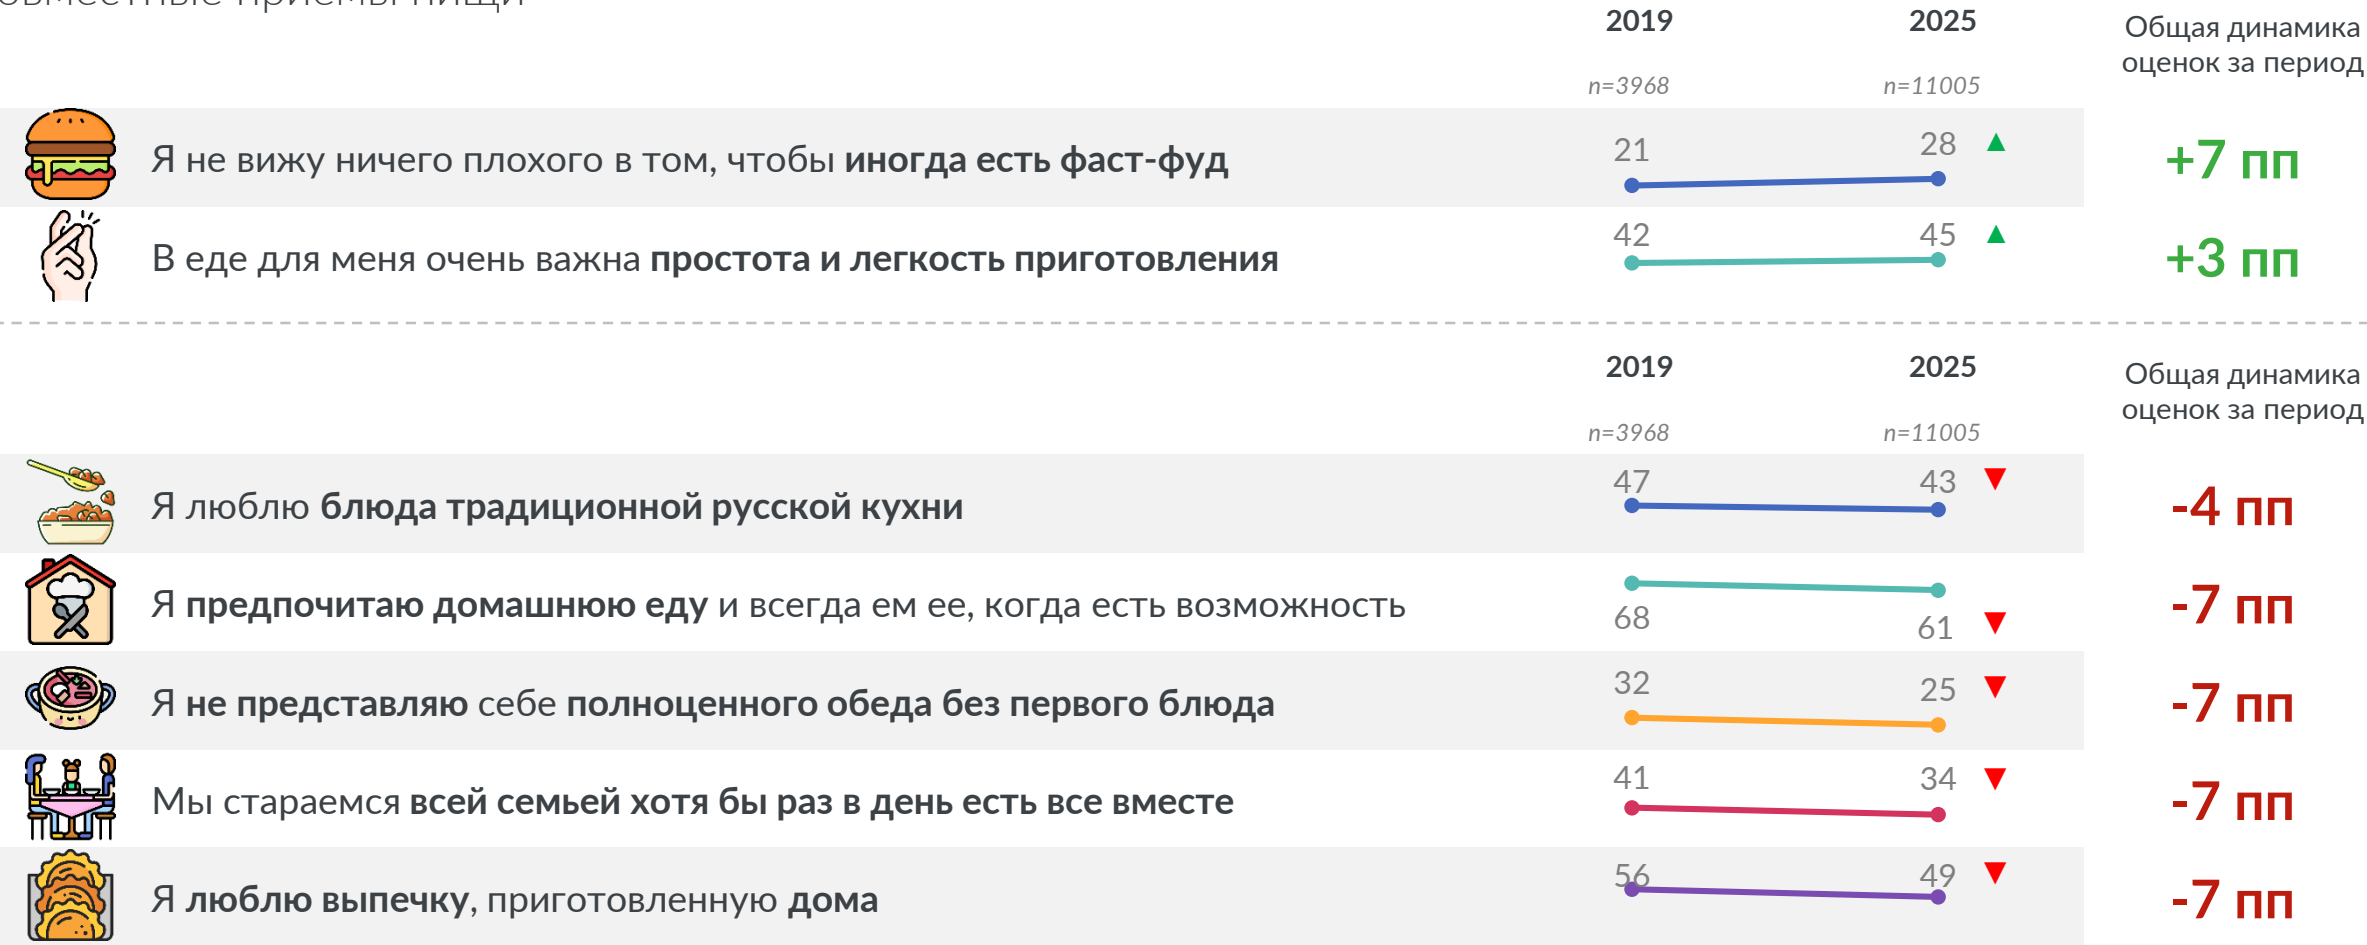 совместные приемы пищи
2019 2025 Общая динамика
оценок за период
n=3968 n=11005
Я не вижу ничего плохого в том, чтобы иногда есть фаст-фуд 21 28 ▲ +7 пп
В еде для меня очень важна простота и легкость приготовления 42 45 ▲ +3 пп
2019 2025 Общая динамика
оценок за период
n=3968 n=11005
Я люблю блюда традиционной русской кухни 47 43 ▼ -4 пп
Я предпочитаю домашнюю еду и всегда ем ее, когда есть возможность 68 61 ▼ -7 пп
Я не представляю себе полноценного обеда без первого блюда 32 25 ▼ -7 пп
Мы стараемся всей семьей хотя бы раз в день есть все вместе 41 34 ▼ -7 пп
Я люблю выпечку, приготовленную дома 56 49 ▼ -7 пп